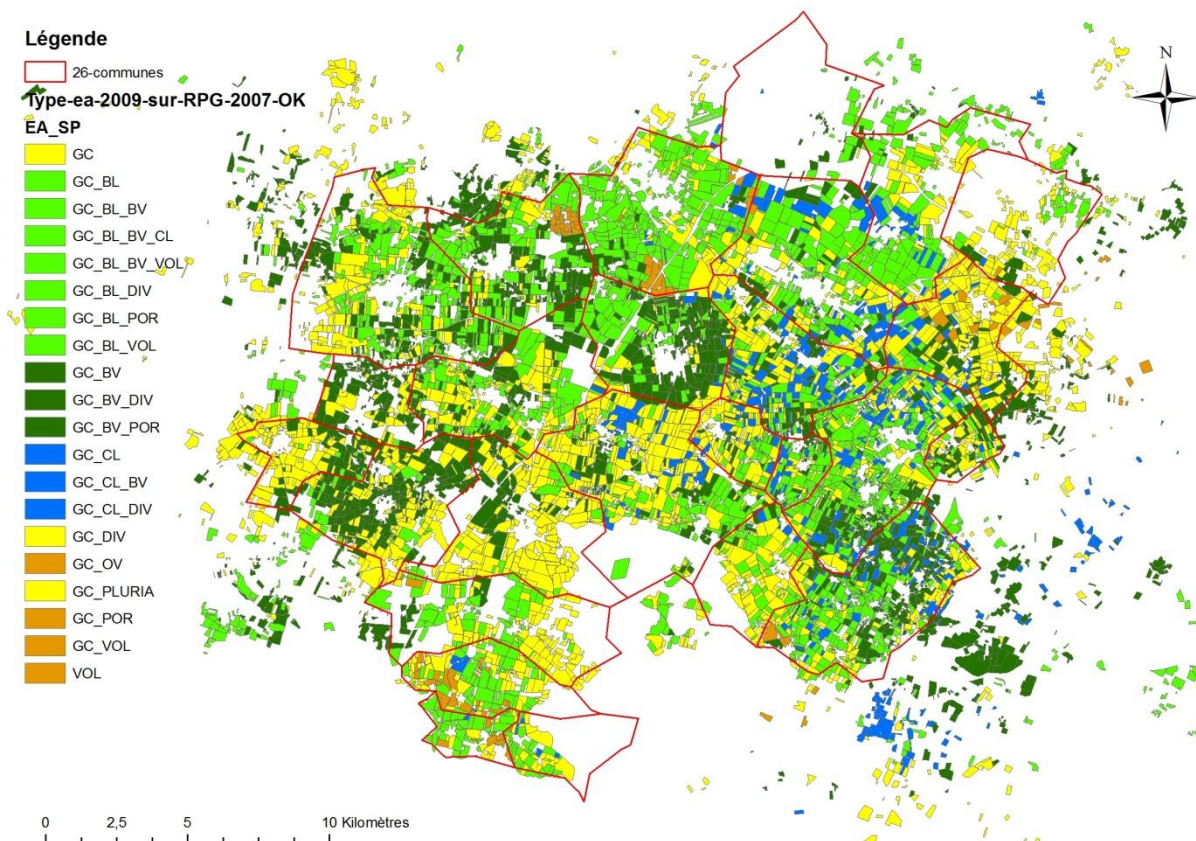 Légende
26-communes
Type-ea-2009-sur-RPG-2007-OK
EA_SP
GC
GC_BL
GC_BL_BV
GC_BL_BV_CL
GC_BL_BV_VOL
GC_BL_DIV
GC_BL_POR
GC_BL_VOL
GC_BV
GC_BV_DIV
GC_BV_POR
GC_CL
GC_CL_BV
GC_CL_DIV
GC_DIV
GC_OV
GC_PLURIA
GC_POR
GC_VOL
VOL
N
0 2,5 5 10 Kilomètres